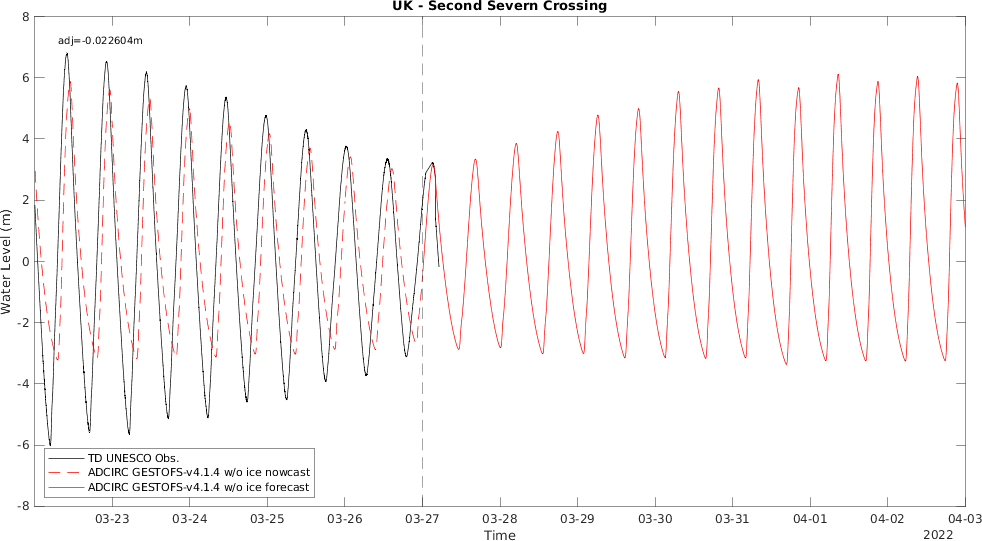 UK - Second Severn Crossing
adj=-0.022604m
8
6
4
2
0
-2
-4
-6
-8
Water Level (m)
TD UNESCO Obs.
ADCIRC GESTOFS-v4.1.4 w/o ice nowcast
ADCIRC GESTOFS-v4.1.4 w/o ice forecast
03-23 03-24 03-25 03-26 03-27 03-28 03-29 03-30 03-31 04-01 04-02 04-03
Time
2022